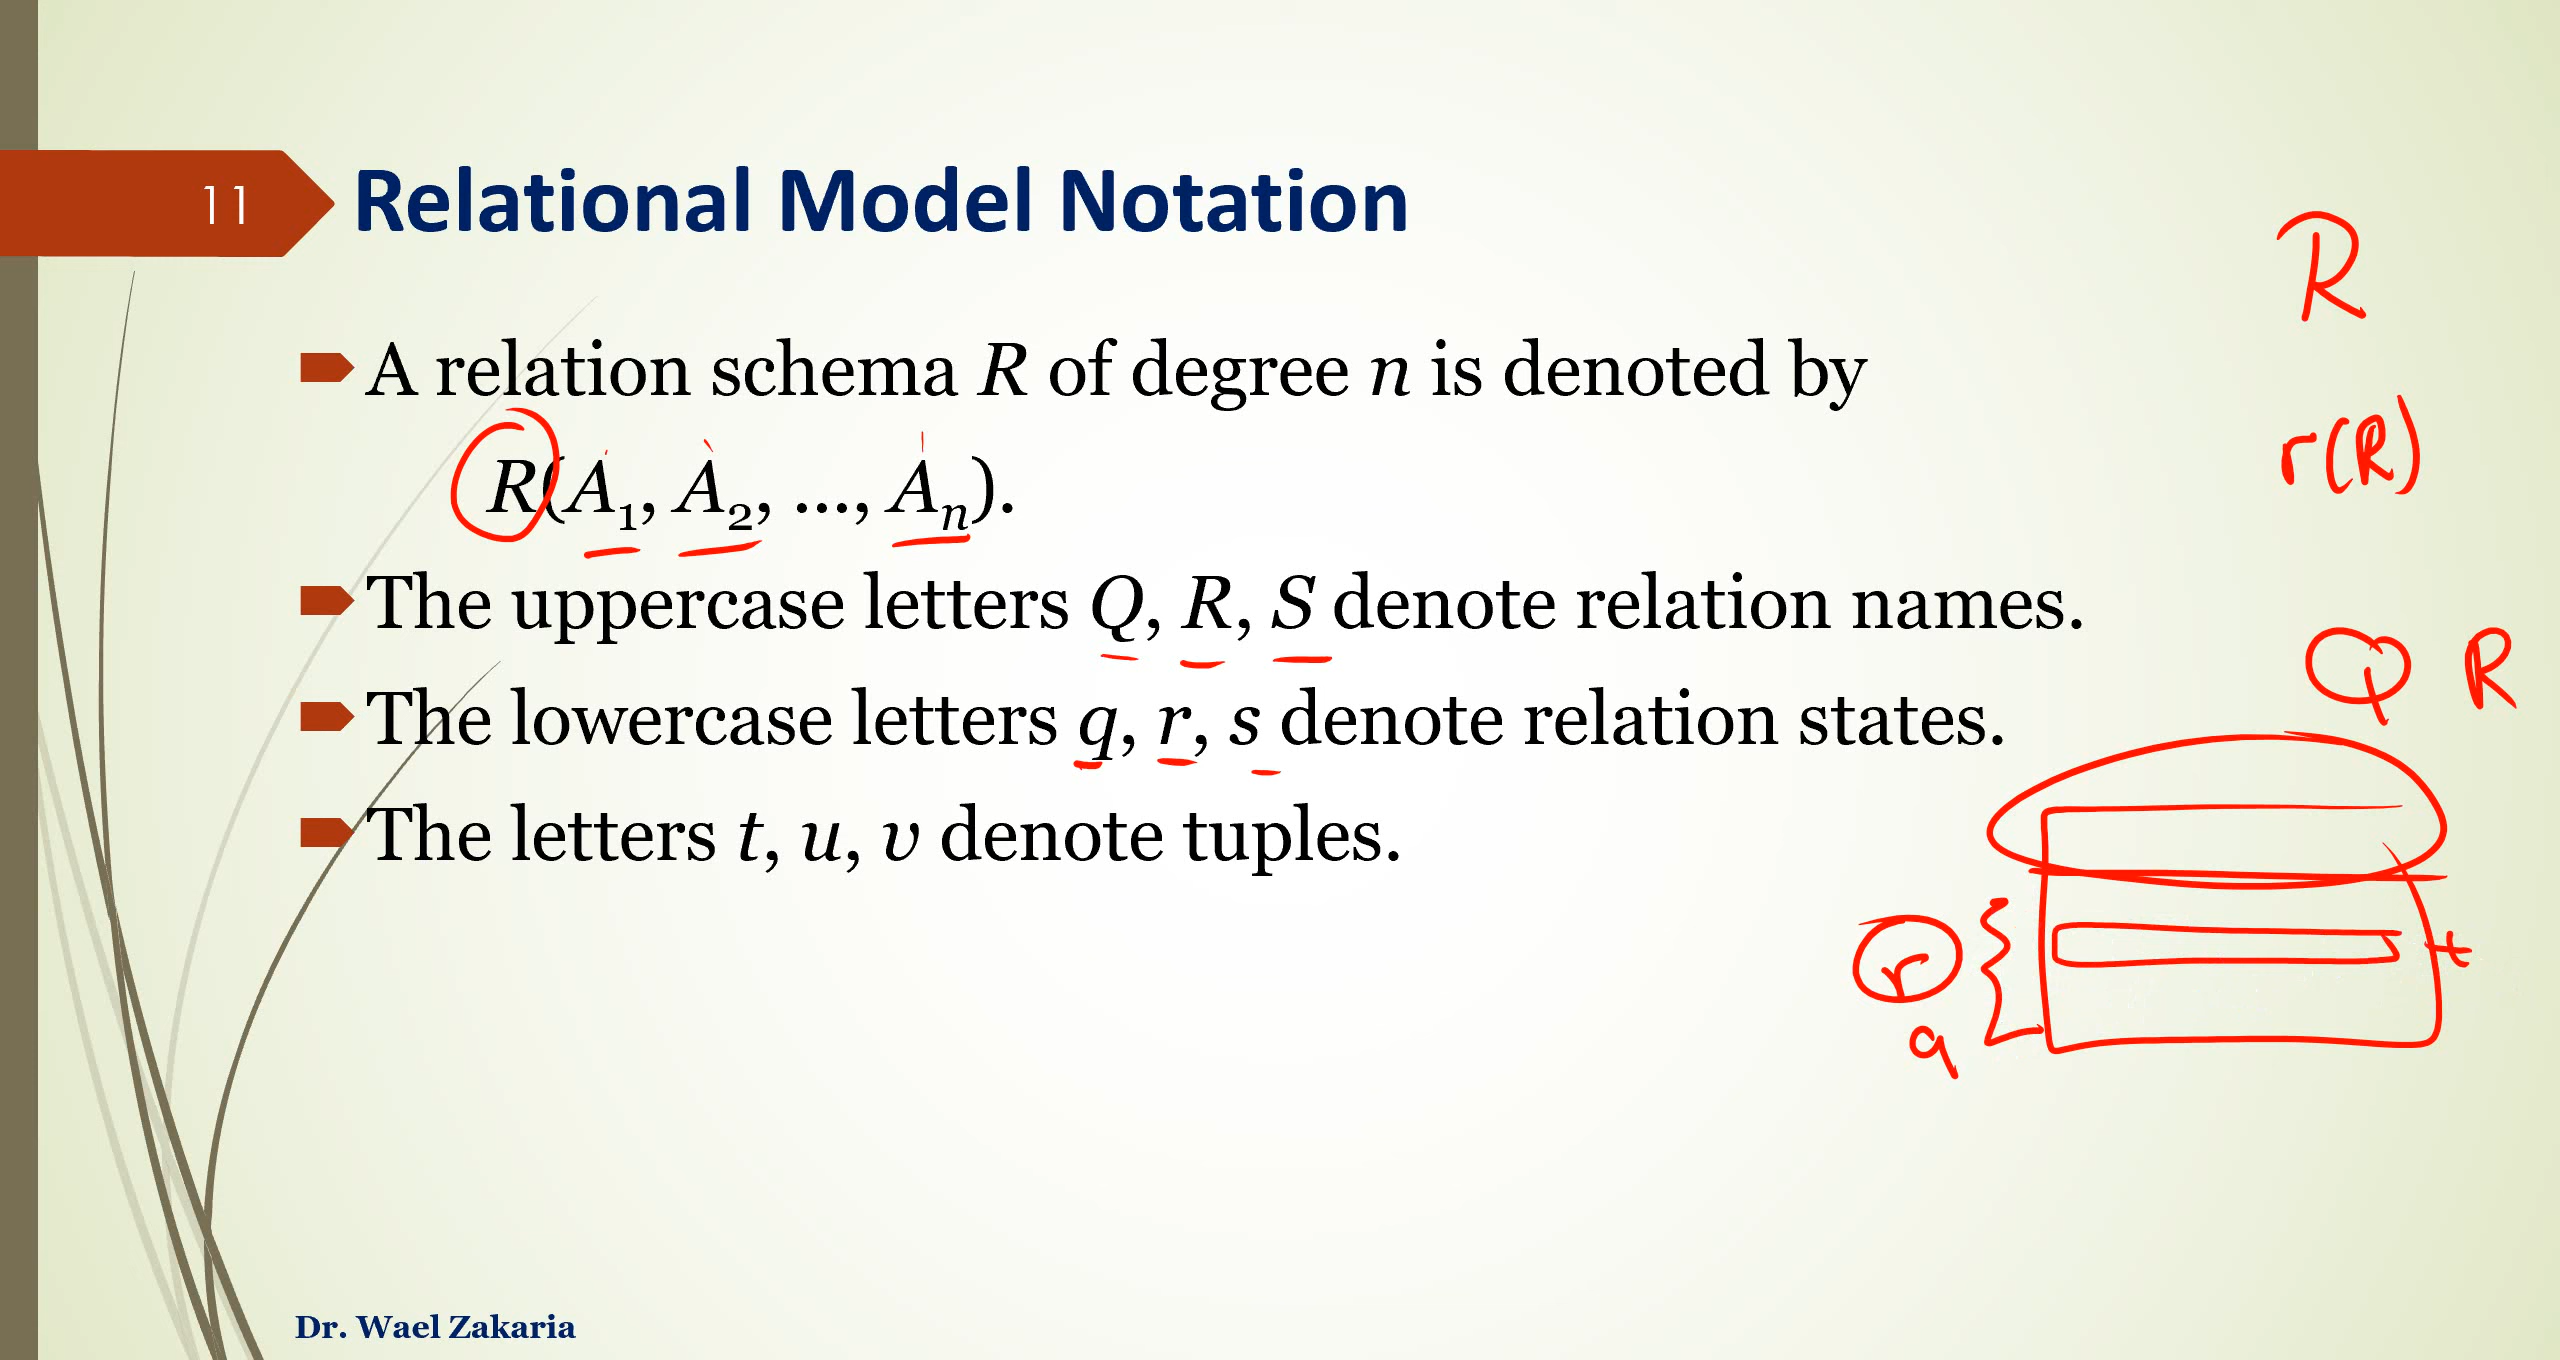 11
Relational Model Notation
R
A relation schema R of degree n is denoted by
r(R)
R(A₁, A₂, ..., Aₙ).
The uppercase letters Q, R, S denote relation names.
Q R
The lowercase letters q, r, s denote relation states.
The letters t, u, v denote tuples.
r
t
q
Dr. Wael Zakaria